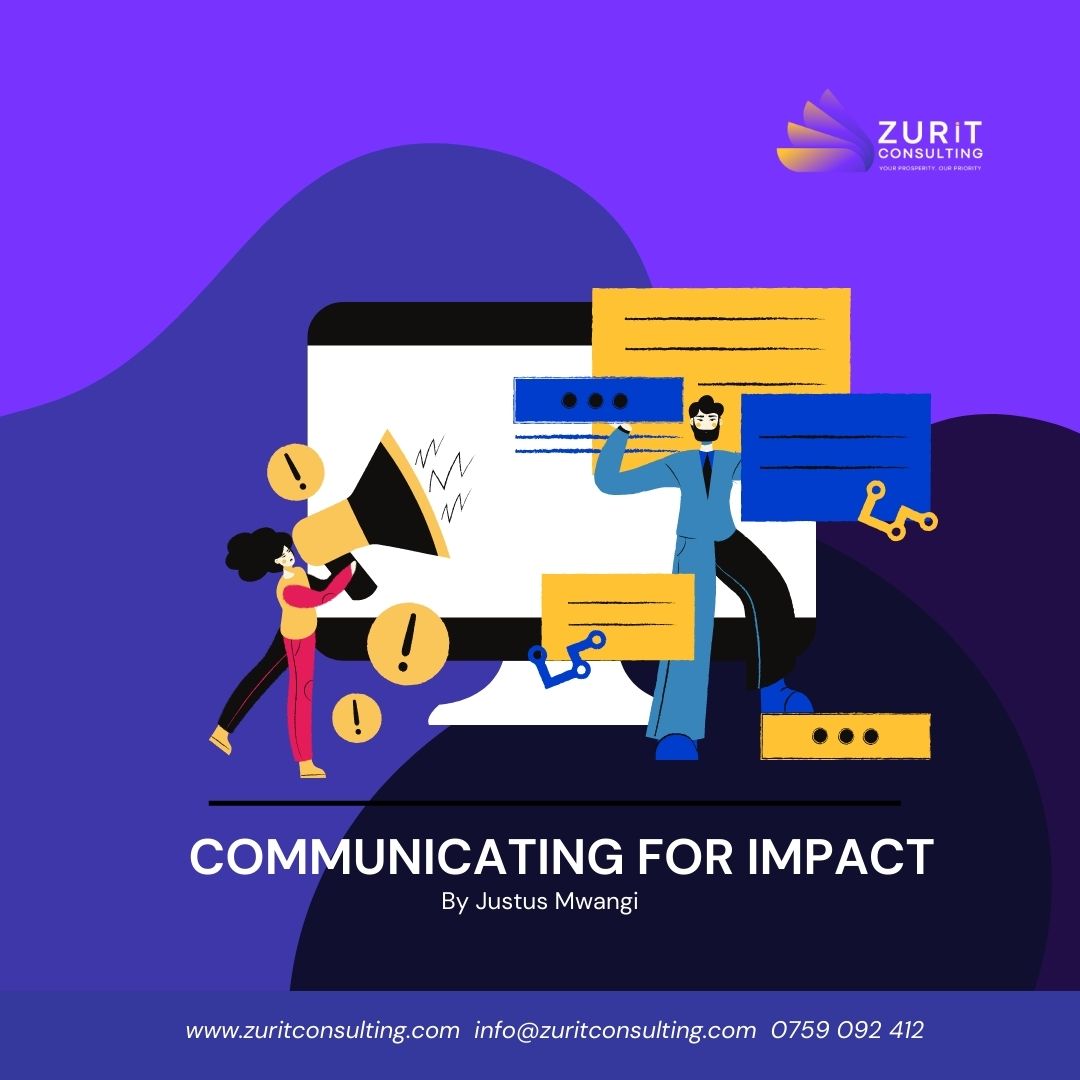 ZURiT
CONSULTING
YOUR PROSPERITY, OUR PRIORITY
COMMUNICATING FOR IMPACT
By Justus Mwangi
www.zuritconsulting.com info@zuritconsulting.com 0759 092 412